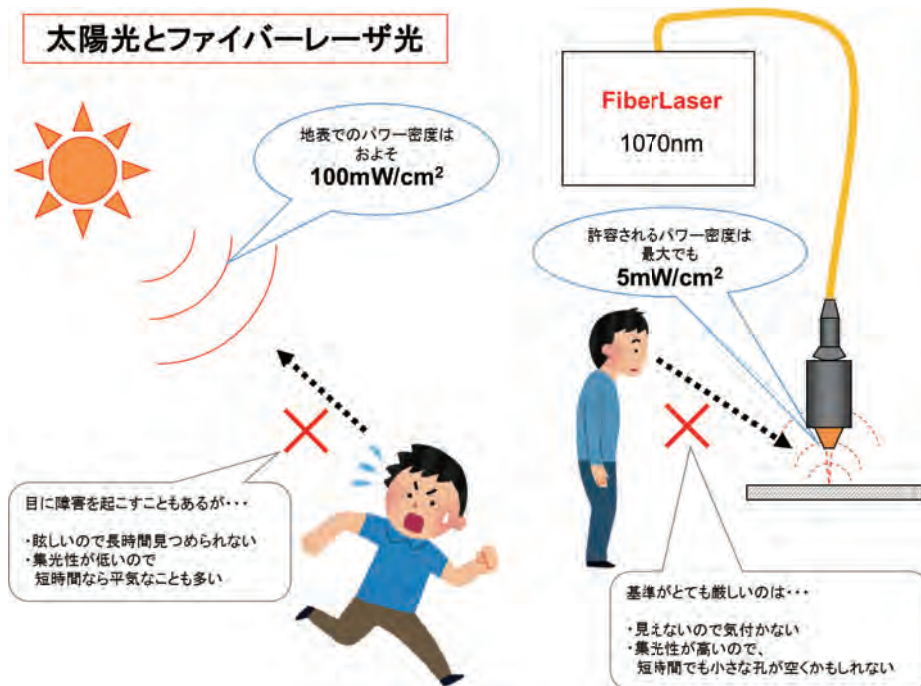 太陽光とファイバーレーザ光
地表でのパワー密度は
およそ
100mW/cm²
FiberLaser
1070nm
許容されるパワー密度は
最大でも
5mW/cm²
目に障害を起こすこともあるが・・・
・眩しいので長時間見つめられない
・集光性が低いので
短時間なら平気なことも多い
基準がとても厳しいのは・・・
・見えないので気付かない
・集光性が高いので、
短時間でも小さな孔が空くかもしれない